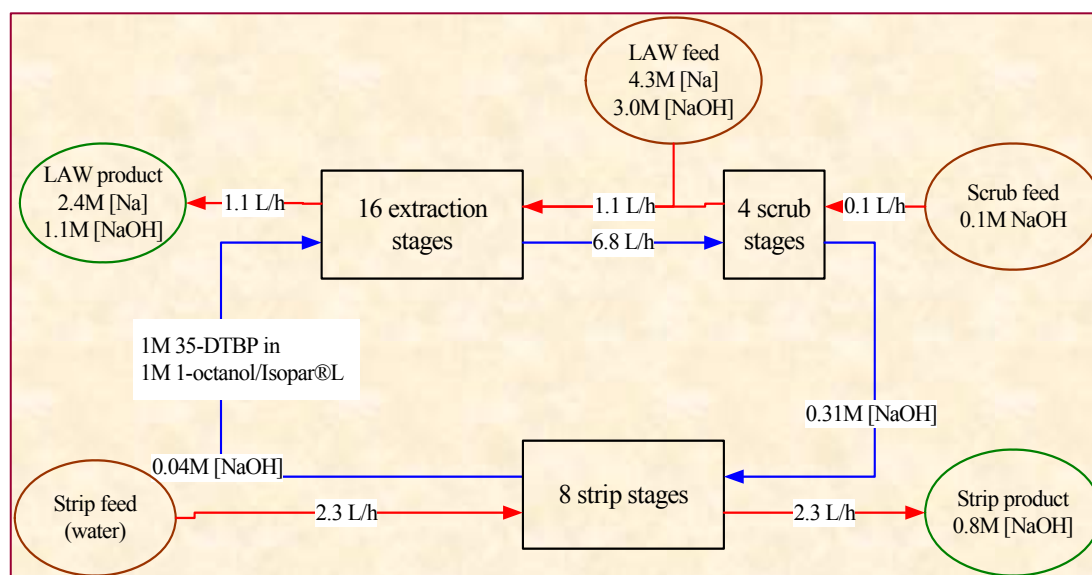 LAW feed
4.3M [Na]
3.0M [NaOH]
LAW product
2.4M [Na]
1.1M [NaOH]
1.1 L/h
16 extraction
stages
1.1 L/h
6.8 L/h
4 scrub
stages
0.1 L/h
Scrub feed
0.1M NaOH
1M 35-DTBP in
1M 1-octanol/Isopar®L
0.31M [NaOH]
0.04M [NaOH]
Strip feed
(water)
2.3 L/h
8 strip stages
2.3 L/h
Strip product
0.8M [NaOH]